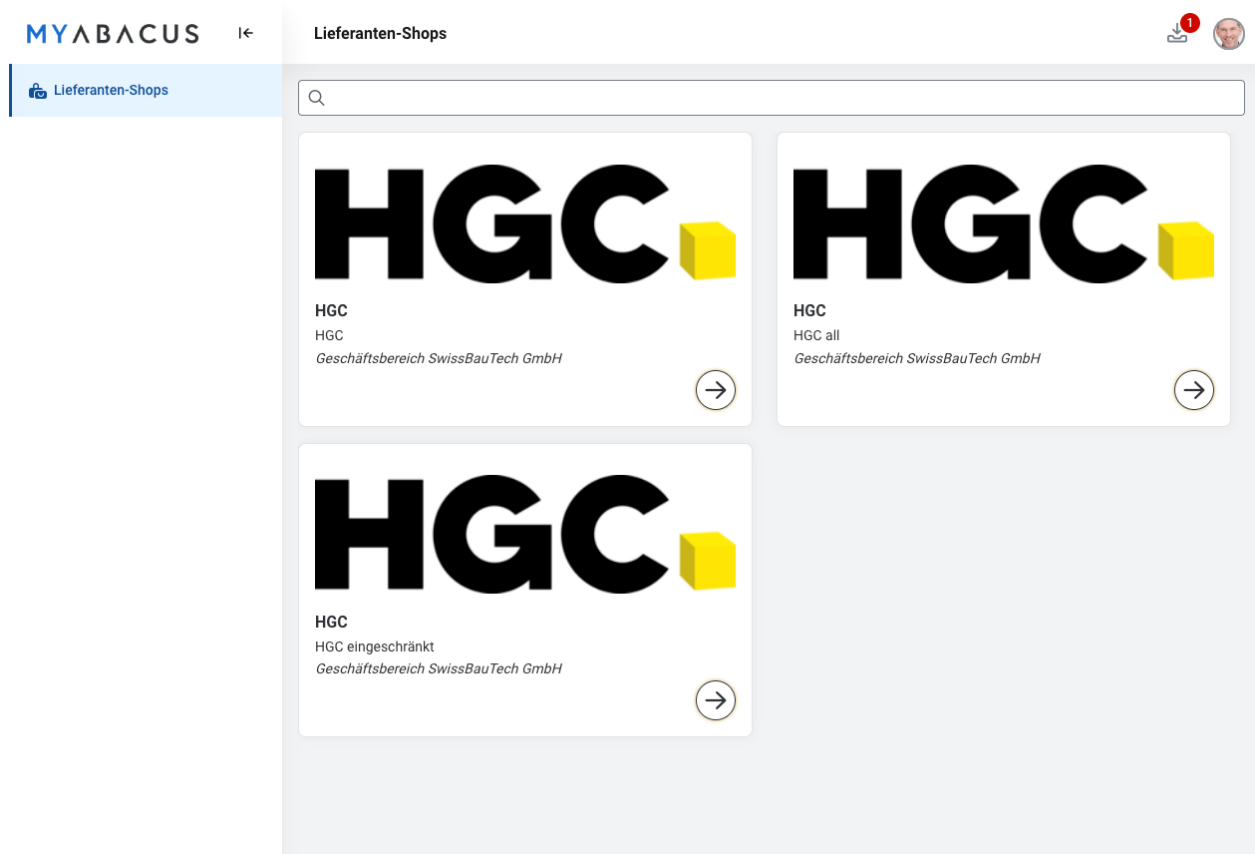 MYABACUS
Lieferanten-Shops
1
Lieferanten-Shops
HGC
HGC
HGC
Geschäftsbereich SwissBauTech GmbH
HGC
HGC
HGC all
Geschäftsbereich SwissBauTech GmbH
HGC
HGC
HGC eingeschränkt
Geschäftsbereich SwissBauTech GmbH